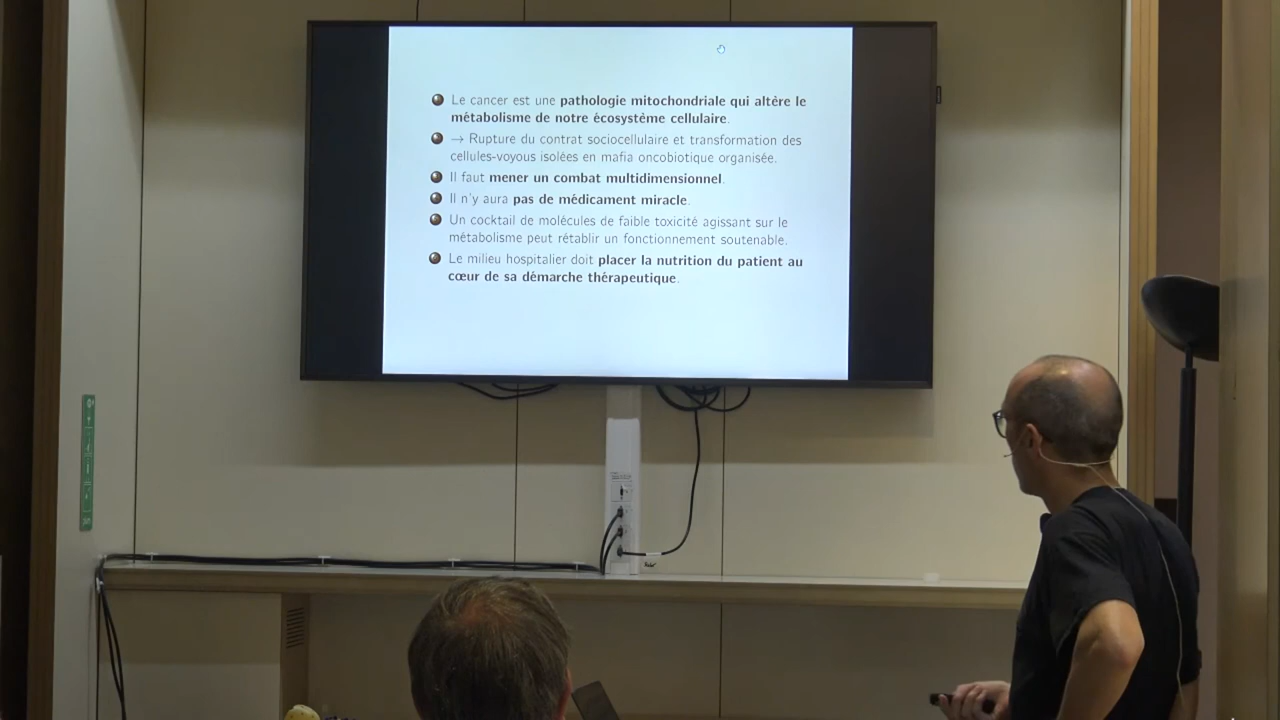 Le cancer est une pathologie mitochondriale qui altère le
métabolisme de notre écosystème cellulaire.
→ Rupture du contrat sociocellulaire et transformation des
cellules-voyous isolées en mafia oncobiotique organisée.
Il faut mener un combat multidimensionnel.
Il n'y aura pas de médicament miracle.
Un cocktail de molécules de faible toxicité agissant sur le
métabolisme peut rétablir un fonctionnement soutenable.
Le milieu hospitalier doit placer la nutrition du patient au
cœur de sa démarche thérapeutique.